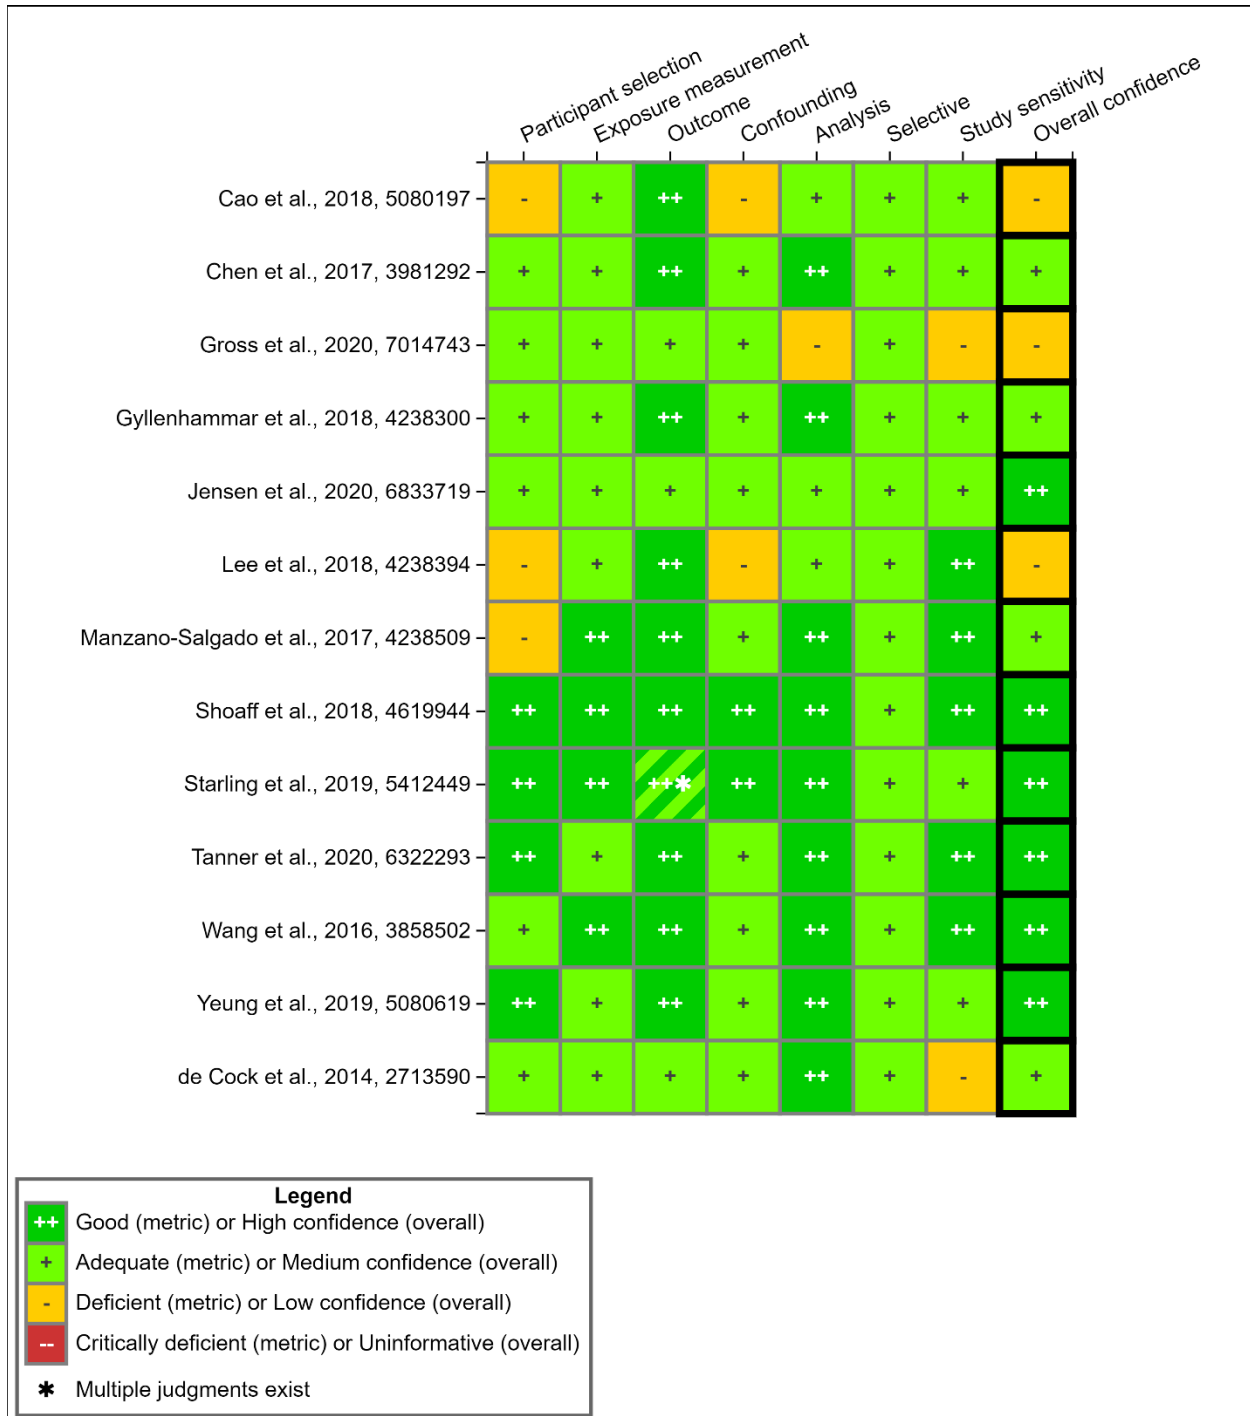 Participant selection
Exposure measurement
Outcome
Confounding
Analysis
Selective
Study sensitivity
Overall confidence
Cao et al., 2018, 5080197 - + ++ - + + + -
Chen et al., 2017, 3981292 + + ++ + ++ + + +
Gross et al., 2020, 7014743 + + + + - + - -
Gyllenhammar et al., 2018, 4238300 + + ++ + ++ + + +
Jensen et al., 2020, 6833719 + + + + + + + ++
Lee et al., 2018, 4238394 - + ++ - + + ++ -
Manzano-Salgado et al., 2017, 4238509 - ++ ++ + ++ + ++ +
Shoaff et al., 2018, 4619944 ++ ++ ++ ++ ++ + ++ ++
Starling et al., 2019, 5412449 ++ ++ ++✱ ++ ++ + + ++
Tanner et al., 2020, 6322293 ++ + ++ + ++ + ++ ++
Wang et al., 2016, 3858502 + ++ ++ + ++ + ++ ++
Yeung et al., 2019, 5080619 ++ + ++ + ++ + + ++
de Cock et al., 2014, 2713590 + + + + ++ + - +
Legend
++ Good (metric) or High confidence (overall)
+ Adequate (metric) or Medium confidence (overall)
- Deficient (metric) or Low confidence (overall)
-- Critically deficient (metric) or Uninformative (overall)
✱ Multiple judgments exist